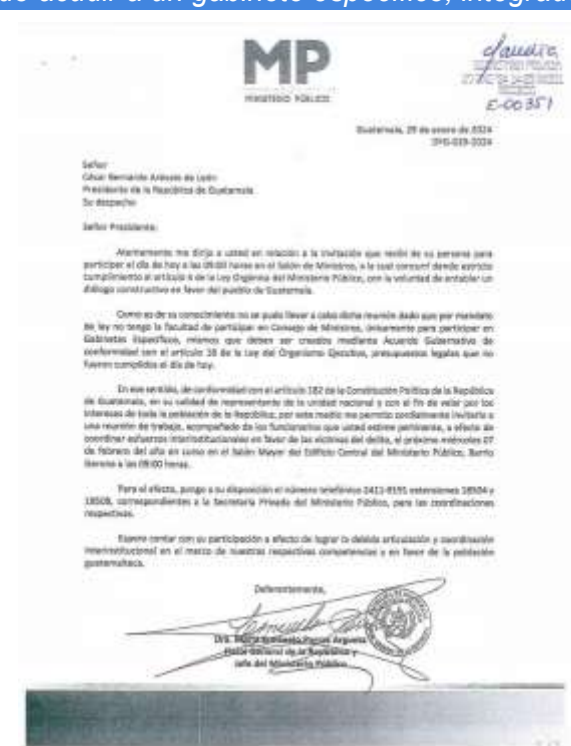 acudir a un gabinete específico, integrad
MP
MINISTERIO PÚBLICO
Claudia
E-00351
Guatemala, 29 de enero de 2024
Señor
César Bernardo Arévalo de León
Presidente de la República de Guatemala
Su despacho
Señor Presidente:
Atentamente me dirijo a usted en relación a la invitación que recibí de su persona para
participar el día de hoy a las 09:00 horas en el Salón de Ministros, a la cual concurrí dando estricto
cumplimiento al artículo 4 de la Ley Orgánica del Ministerio Público, con la voluntad de entablar un
diálogo constructivo en favor del pueblo de Guatemala.
Como es de su conocimiento no se pudo llevar a cabo dicha reunión dado que por mandato
de ley no tengo la facultad de participar en Consejo de Ministros, únicamente para participar en
Gabinetes Específicos, mismos que deben ser creados mediante Acuerdo Gubernativo de
conformidad con el artículo 18 de la Ley del Organismo Ejecutivo, presupuestos legales que no
fueron cumplidos el día de hoy.
En ese sentido, de conformidad con el artículo 182 de la Constitución Política de la República
de Guatemala, en su calidad de representante de la unidad nacional y con el fin de velar por los
intereses de toda la población de la República, por este medio me permito cordialmente invitarlo a
una reunión de trabajo, acompañado de los funcionarios que usted estime pertinente, a efecto de
coordinar esfuerzos interinstitucionales en favor de las víctimas del delito, el próximo miércoles 07
de febrero del año en curso en el Salón Mayor del Edificio Central del Ministerio Público, Barrio
Gerona a las 09:00 horas.
Para el efecto, pongo a su disposición el número telefónico 2411-9191 extensiones 18504 y
18508, correspondientes a la Secretaría Privada del Ministerio Público, para las coordinaciones
respectivas.
Espero contar con su participación a efecto de lograr la debida articulación y coordinación
interinstitucional en el marco de nuestras respectivas competencias y en favor de la población
guatemalteca.
Deferentemente,
Dra. María Consuelo Porras Argueta
Fiscal General de la República y
Jefe del Ministerio Público